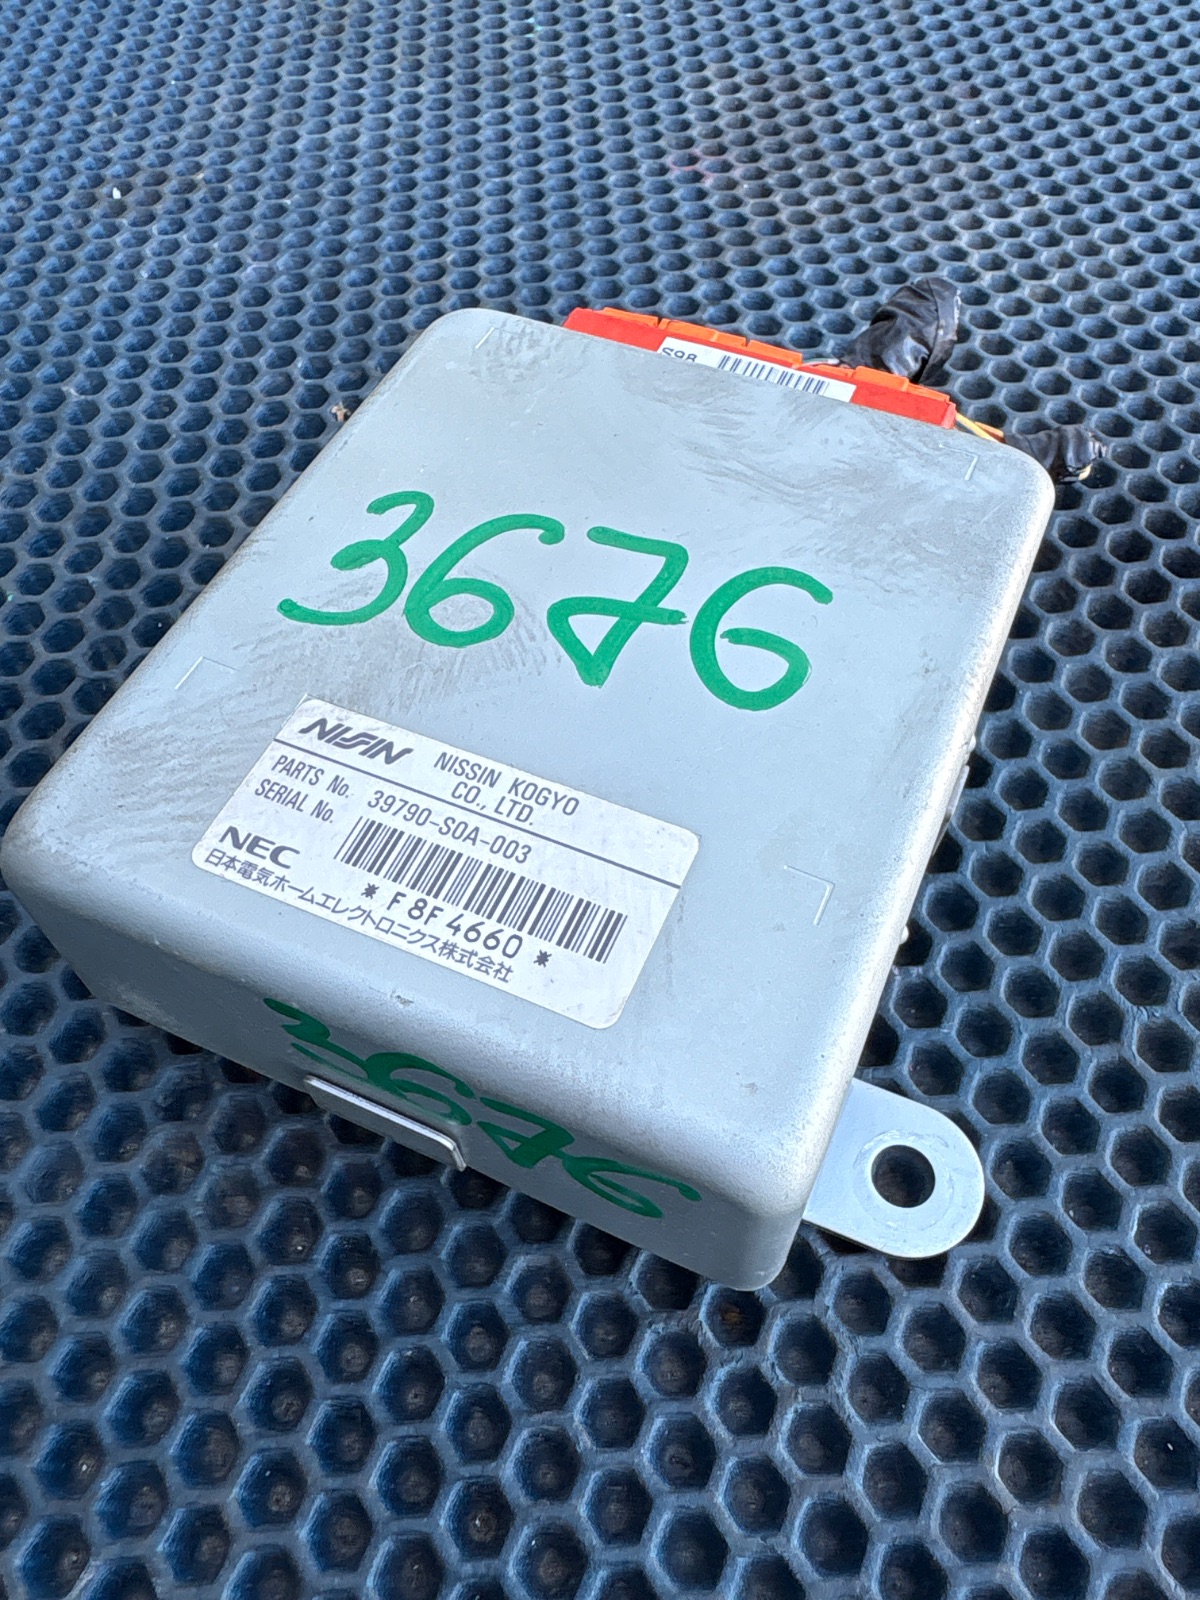 S98
3676
NISSIN
NISSIN KOGYO
CO., LTD.
PARTS No. 39790-S0A-003
SERIAL No.
NEC
* F8F4660 *
日本電気ホームエレクトロニクス株式会社
3676